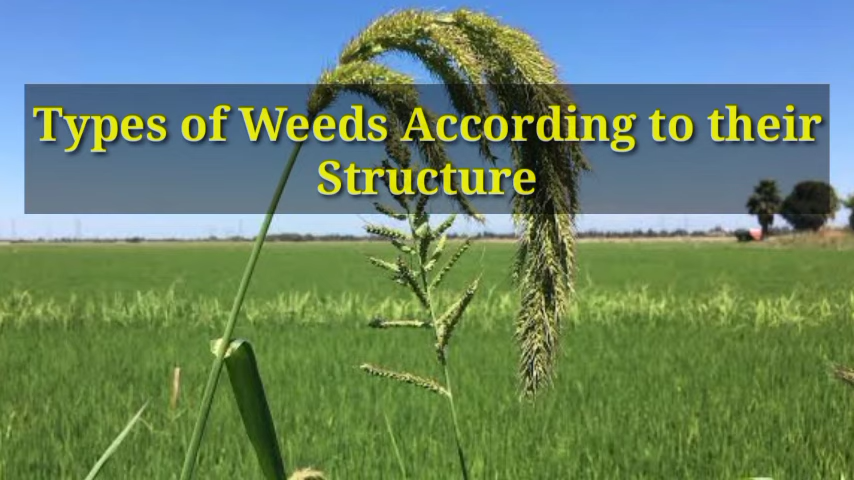 Types of Weeds According to their
Structure